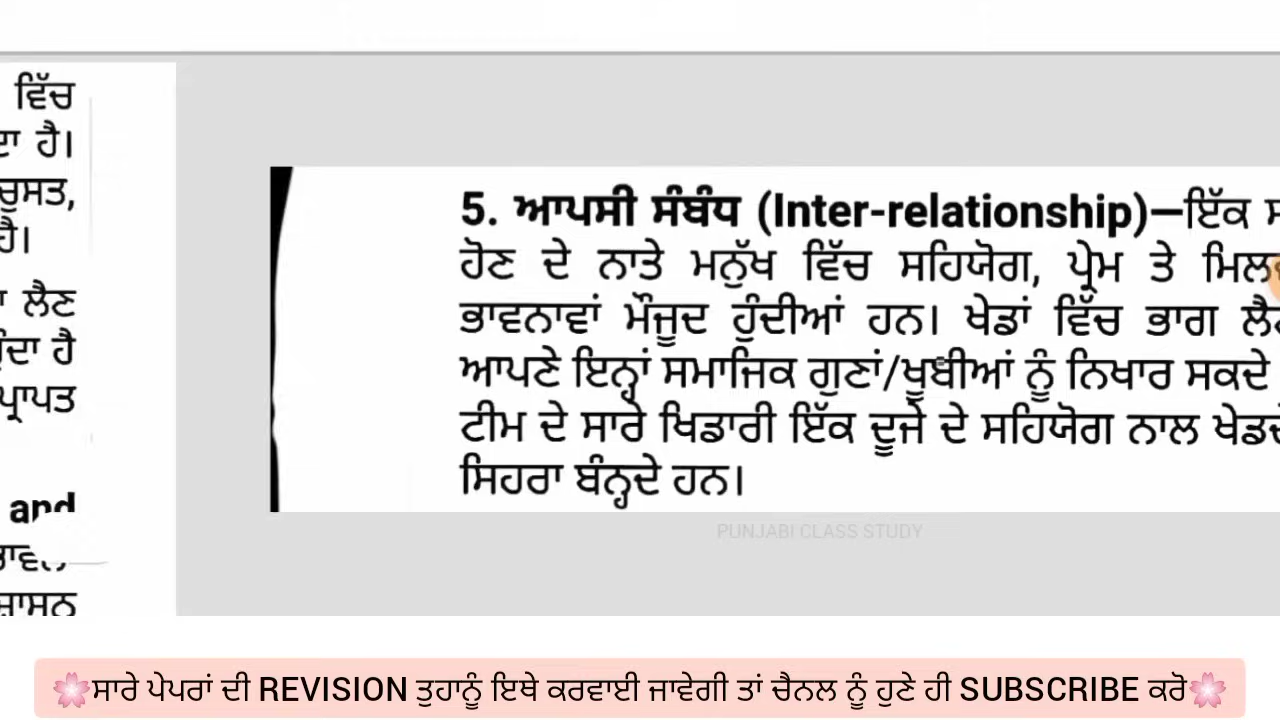 ਵਿੱਚ
ਹੈ।
ਚੁਸਤ,
ਹੈ।
ਲੈਣ
ਹੈ
ਪ੍ਰਾਪਤ
and
5. ਆਪਸੀ ਸੰਬੰਧ (Inter-relationship)—ਇੱਕ
ਹੋਣ ਦੇ ਨਾਤੇ ਮਨੁੱਖ ਵਿੱਚ ਸਹਿਯੋਗ, ਪ੍ਰੇਮ ਤੇ
ਭਾਵਨਾਵਾਂ ਮੌਜੂਦ ਹੁੰਦੀਆਂ ਹਨ। ਖੇਡਾਂ ਵਿੱਚ ਭਾਗ
ਆਪਣੇ ਇਨ੍ਹਾਂ ਸਮਾਜਿਕ ਗੁਣਾਂ/ਖੂਬੀਆਂ ਨੂੰ ਨਿਖਾਰ ਸਕਦੇ
ਟੀਮ ਦੇ ਸਾਰੇ ਖਿਡਾਰੀ ਇੱਕ ਦੂਜੇ ਦੇ ਸਹਿਯੋਗ ਨਾਲ
ਸਿਹਰਾ ਬੰਨ੍ਹਦੇ ਹਨ।
PUNJABI CLASS STUDY
🌸ਸਾਰੇ ਪੇਪਰਾਂ ਦੀ REVISION ਤੁਹਾਨੂੰ ਇਥੇ ਕਰਵਾਈ ਜਾਵੇਗੀ ਤਾਂ ਚੈਨਲ ਨੂੰ ਹੁਣੇ ਹੀ SUBSCRIBE ਕਰੋ🌸